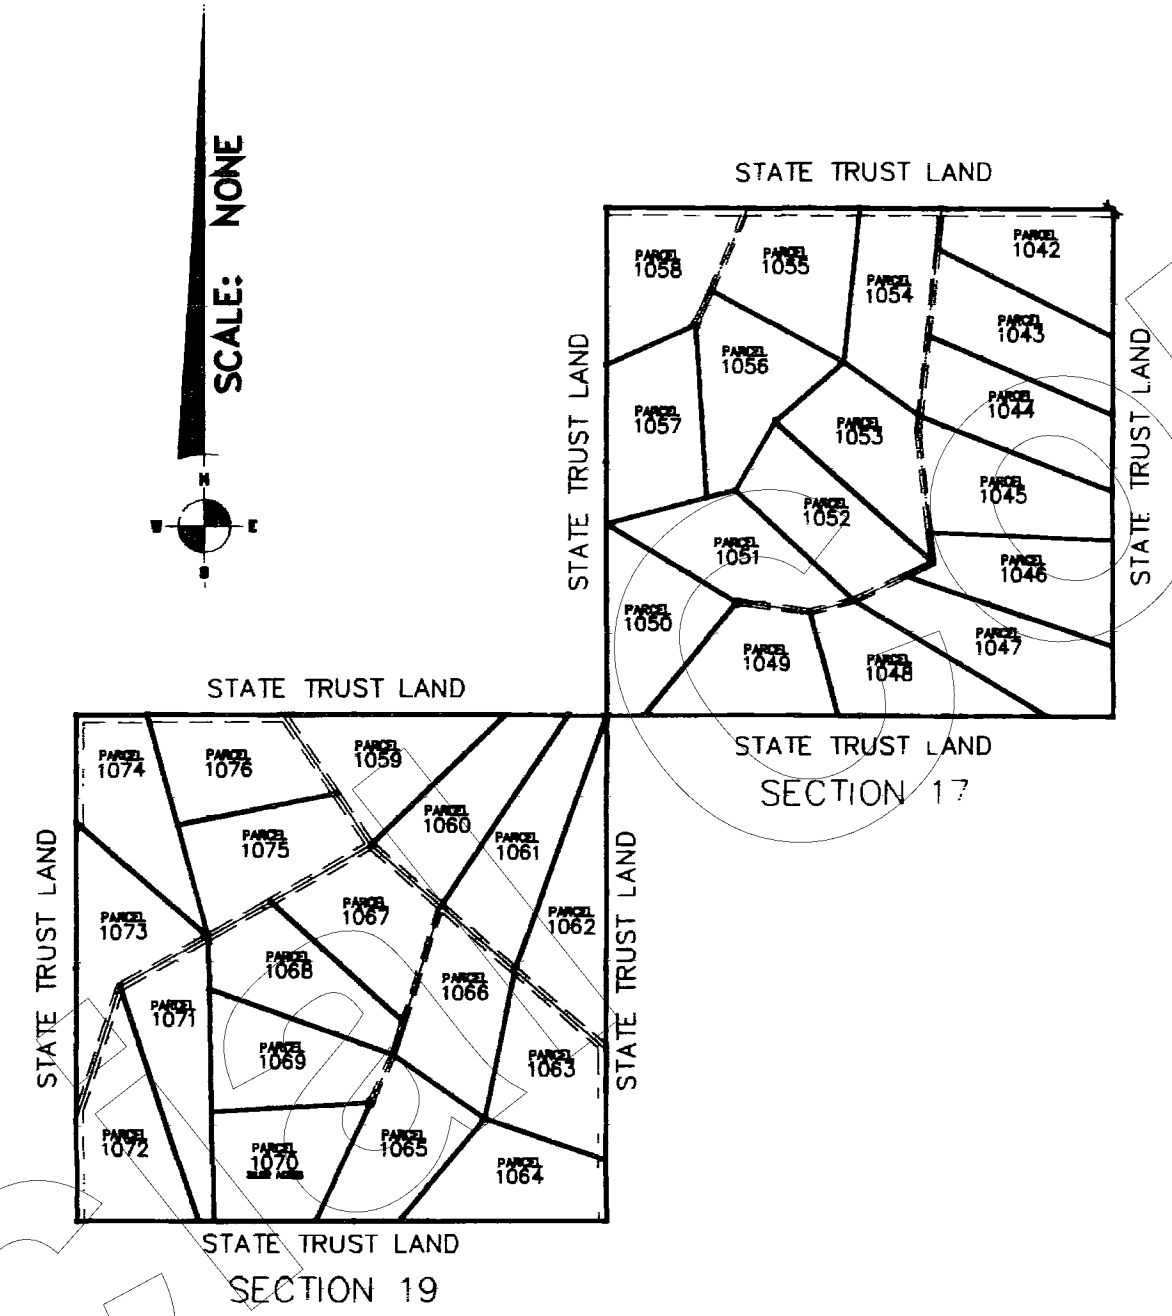 SCALE: NONE
N
W
E
S
STATE TRUST LAND
PARCEL
1058
PARCEL
1055
PARCEL
1054
PARCEL
1042
PARCEL
1043
PARCEL
1056
PARCEL
1057
PARCEL
1053
PARCEL
1044
PARCEL
1045
PARCEL
1052
PARCEL
1051
PARCEL
1046
PARCEL
1050
PARCEL
1049
PARCEL
1048
PARCEL
1047
STATE TRUST LAND
STATE TRUST LAND
STATE TRUST LAND
SECTION 17
STATE TRUST LAND
PARCEL
1074
PARCEL
1076
PARCEL
1059
PARCEL
1060
PARCEL
1061
PARCEL
1075
PARCEL
1073
PARCEL
1067
PARCEL
1062
PARCEL
1068
PARCEL
1066
PARCEL
1071
PARCEL
1069
PARCEL
1063
PARCEL
1072
PARCEL
1070
PARCEL
1065
PARCEL
1064
STATE TRUST LAND
STATE TRUST LAND
STATE TRUST LAND
SECTION 19